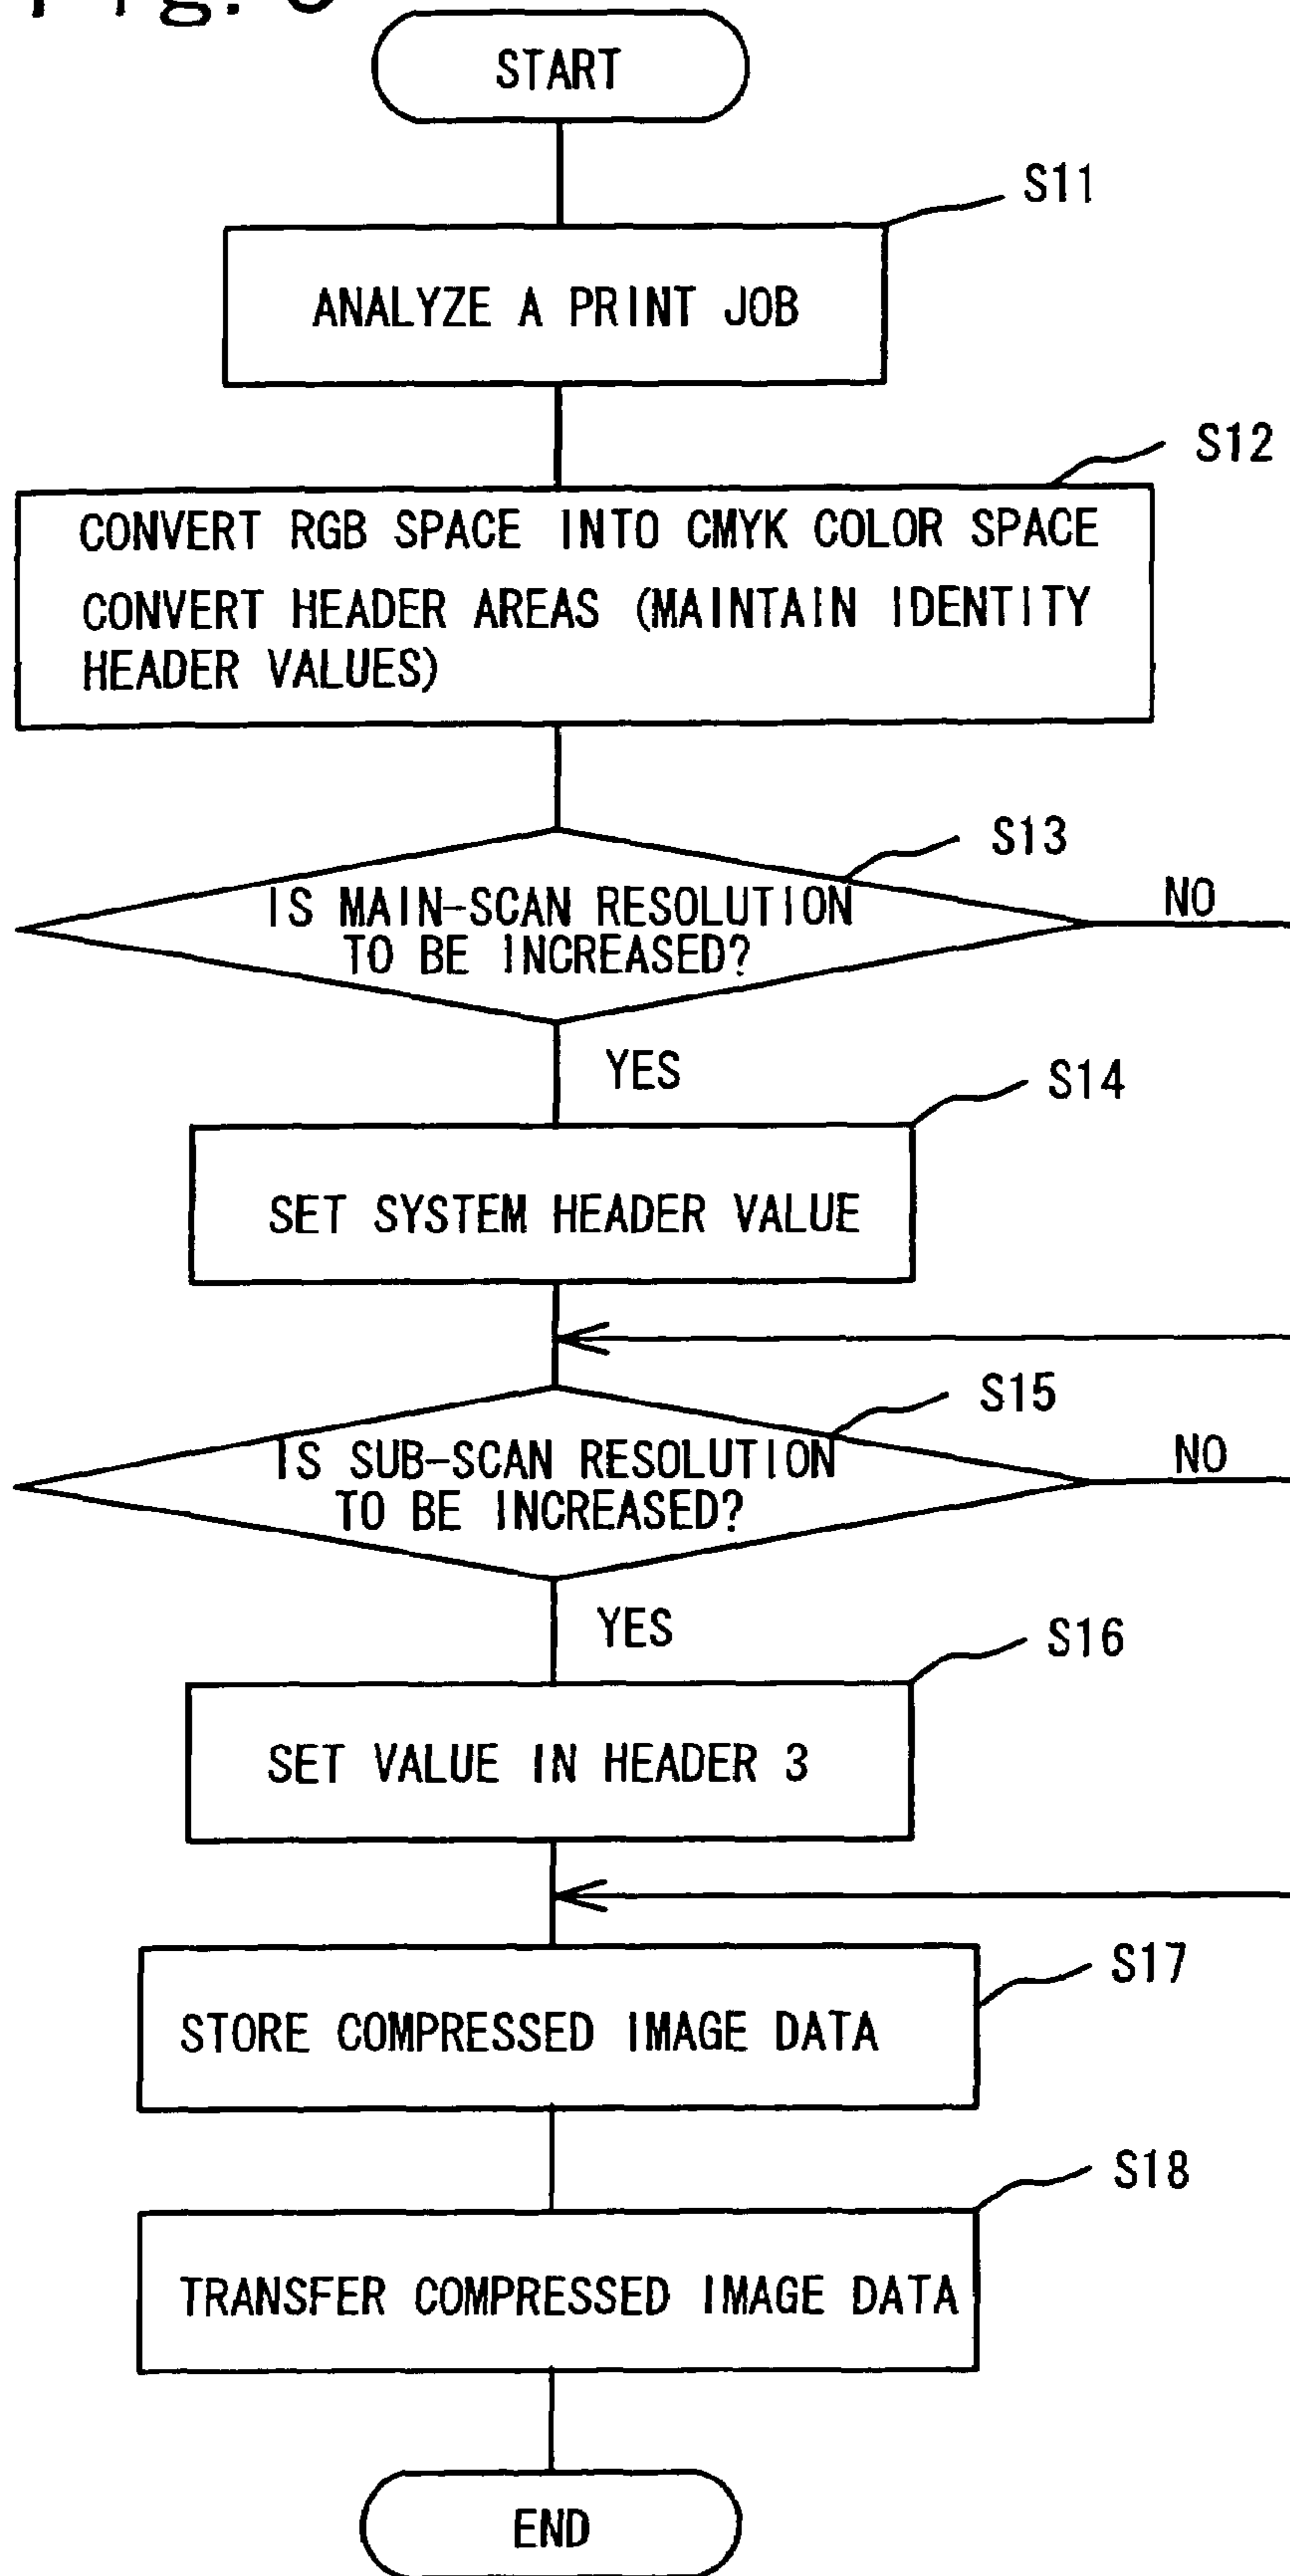 START
S11
ANALYZE A PRINT JOB
S12
CONVERT RGB SPACE INTO CMYK COLOR SPACE
CONVERT HEADER AREAS (MAINTAIN IDENTITY
HEADER VALUES)
S13
IS MAIN-SCAN RESOLUTION
TO BE INCREASED?
NO
YES
S14
SET SYSTEM HEADER VALUE
S15
IS SUB-SCAN RESOLUTION
TO BE INCREASED?
NO
YES
S16
SET VALUE IN HEADER 3
S17
STORE COMPRESSED IMAGE DATA
S18
TRANSFER COMPRESSED IMAGE DATA
END